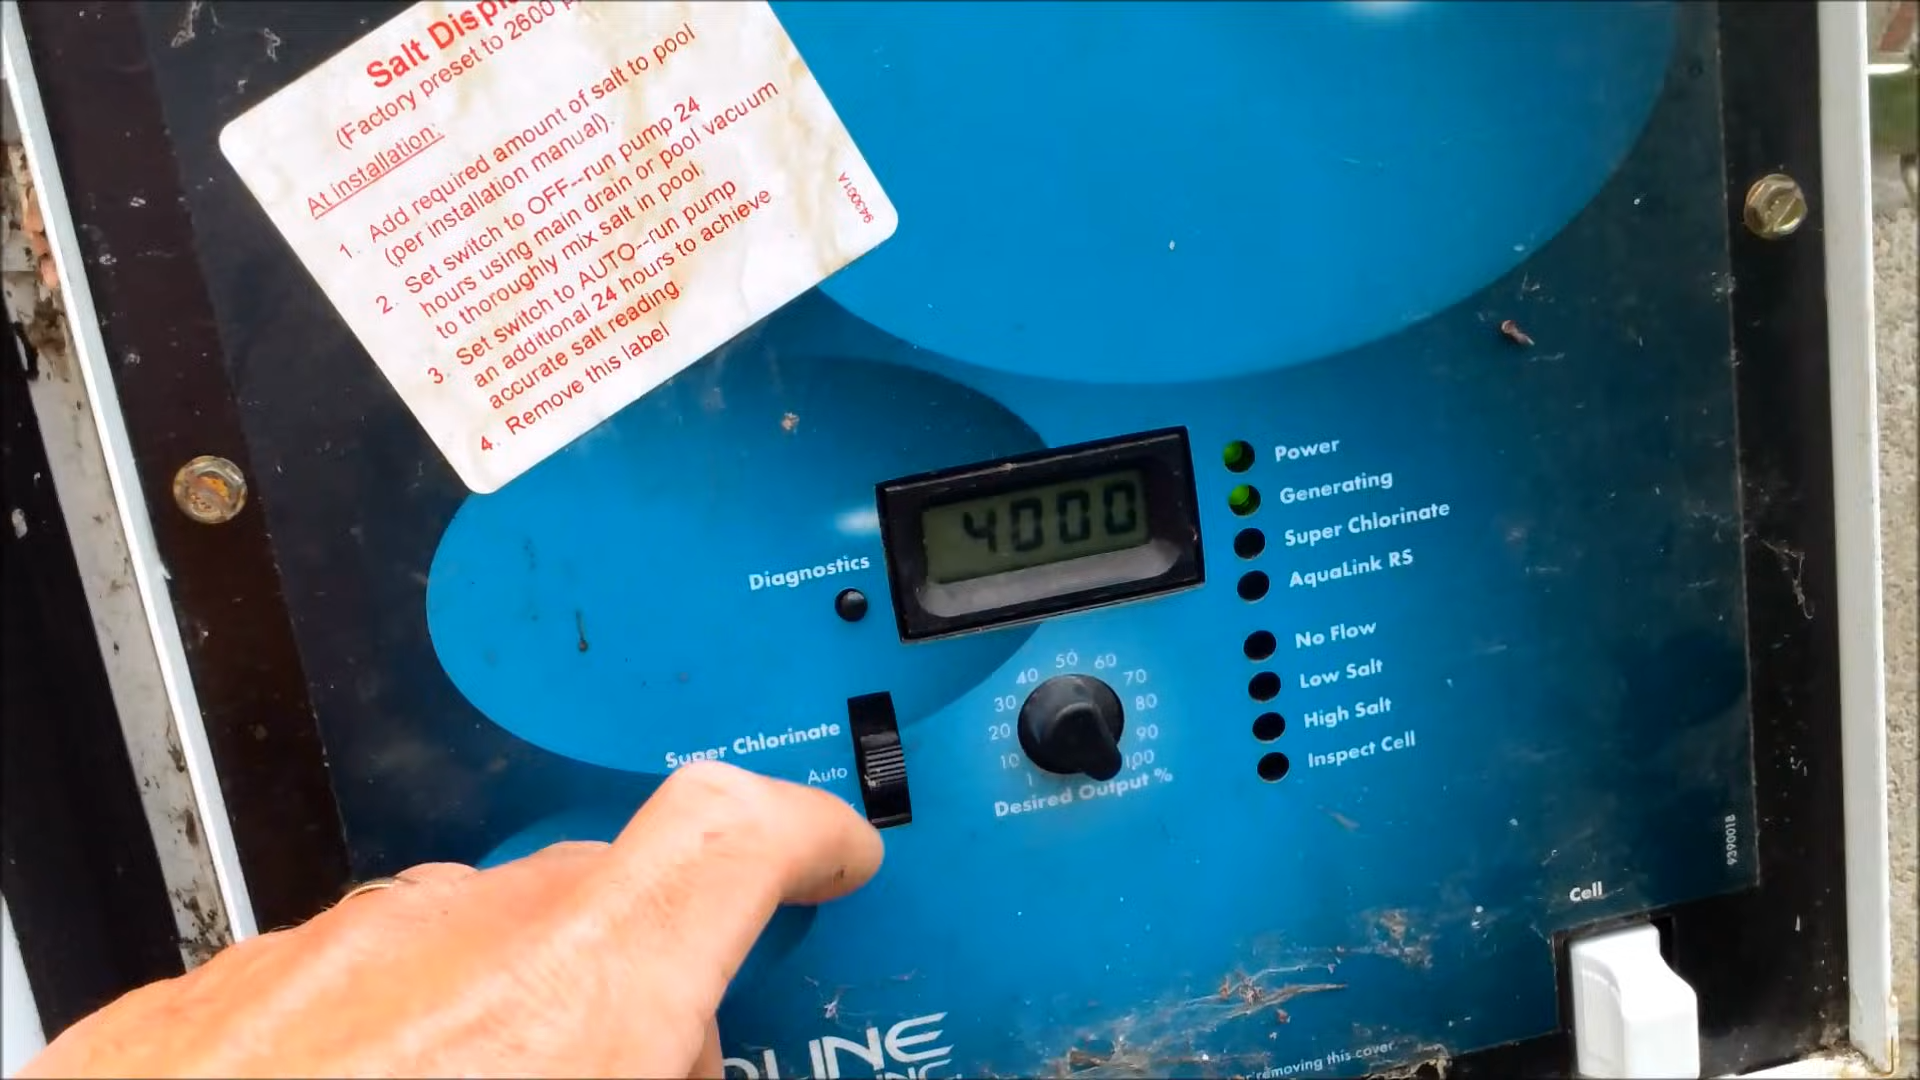 Salt
(Factory preset to 2600
At installation:
1. Add required amount of salt to pool
(per installation manual).
2. Set switch to OFF--run pump 24
hours using main drain or pool vacuum
to thoroughly mix salt in pool.
3. Set switch to AUTO--run pump
an additional 24 hours to achieve
accurate salt reading.
4. Remove this label
943001A
4000
Diagnostics
Power
Generating
Super Chlorinate
AquaLink RS
No Flow
Low Salt
High Salt
Inspect Cell
Super Chlorinate
Auto
1 10 20 30 40 50 60 70 80 90 100
Desired Output %
939001B
Cell
removing this cover